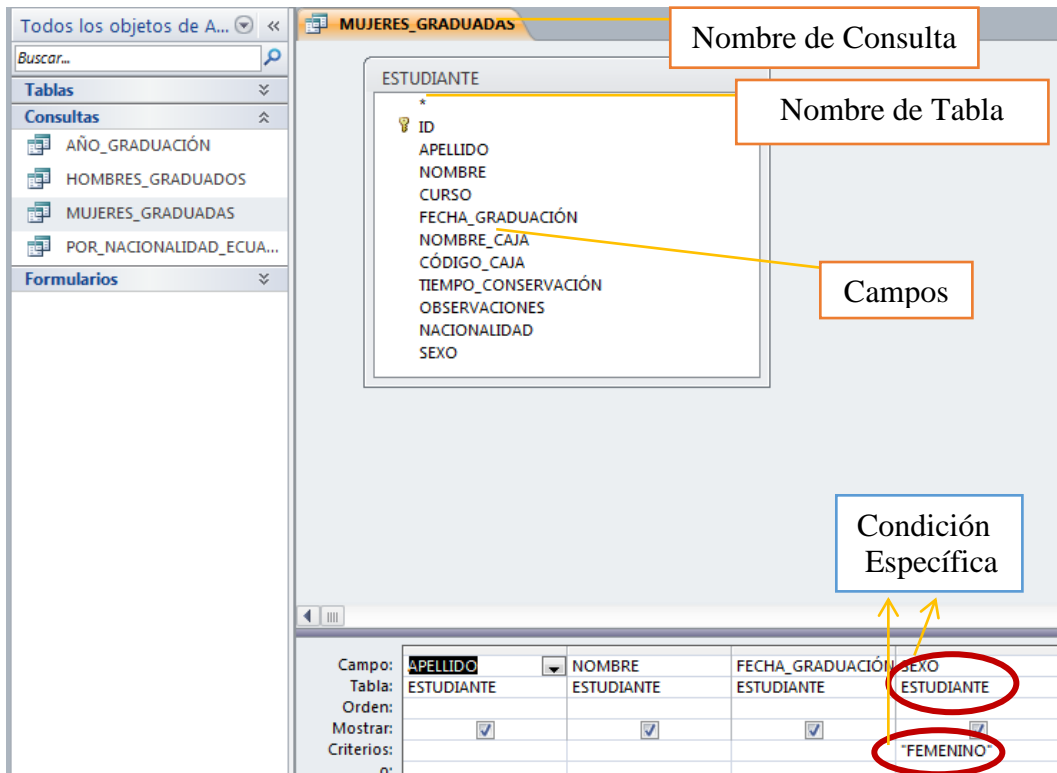 Todos los objetos de A...
Buscar...
Tablas
Consultas
AÑO_GRADUACIÓN
HOMBRES_GRADUADOS
MUJERES_GRADUADAS
POR_NACIONALIDAD_ECUA...
Formularios
MUJERES_GRADUADAS
Nombre de Consulta
ESTUDIANTE
Nombre de Tabla
*
ID
APELLIDO
NOMBRE
CURSO
FECHA_GRADUACIÓN
NOMBRE_CAJA
CÓDIGO_CAJA
TIEMPO_CONSERVACIÓN
OBSERVACIONES
NACIONALIDAD
SEXO
Campos
Condición
Específica
Campo: APELLIDO NOMBRE FECHA_GRADUACIÓN SEXO
Tabla: ESTUDIANTE ESTUDIANTE ESTUDIANTE ESTUDIANTE
Orden:
Mostrar:
Criterios: "FEMENINO"
o: